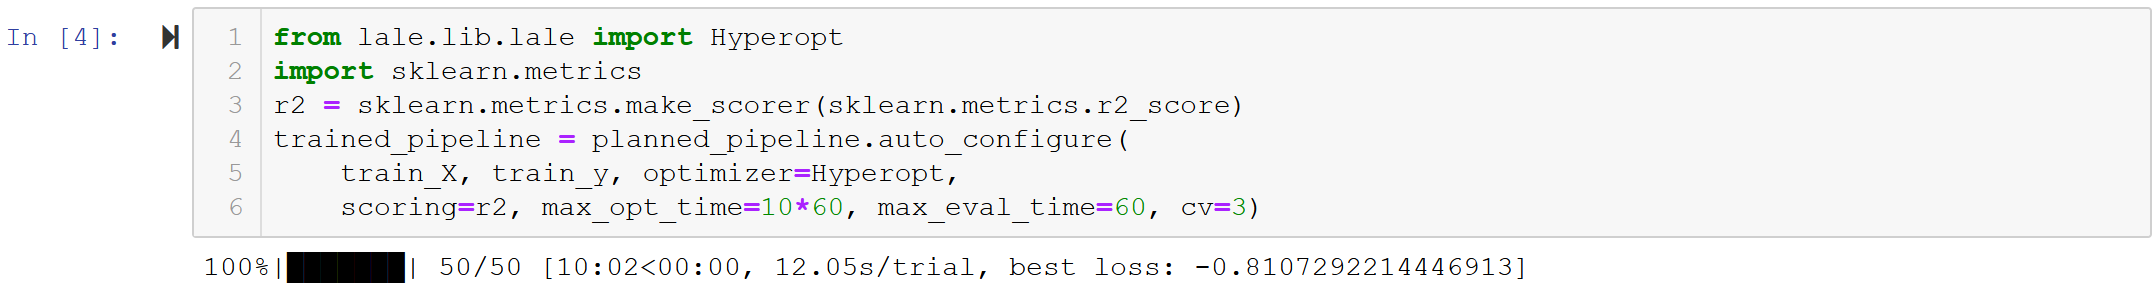 In [4]:
1 from lale.lib.lale import Hyperopt
2 import sklearn.metrics
3 r2 = sklearn.metrics.make_scorer(sklearn.metrics.r2_score)
4 trained_pipeline = planned_pipeline.auto_configure(
5     train_X, train_y, optimizer=Hyperopt,
6     scoring=r2, max_opt_time=10*60, max_eval_time=60, cv=3)
100%|███████| 50/50 [10:02<00:00, 12.05s/trial, best loss: -0.8107292214446913]